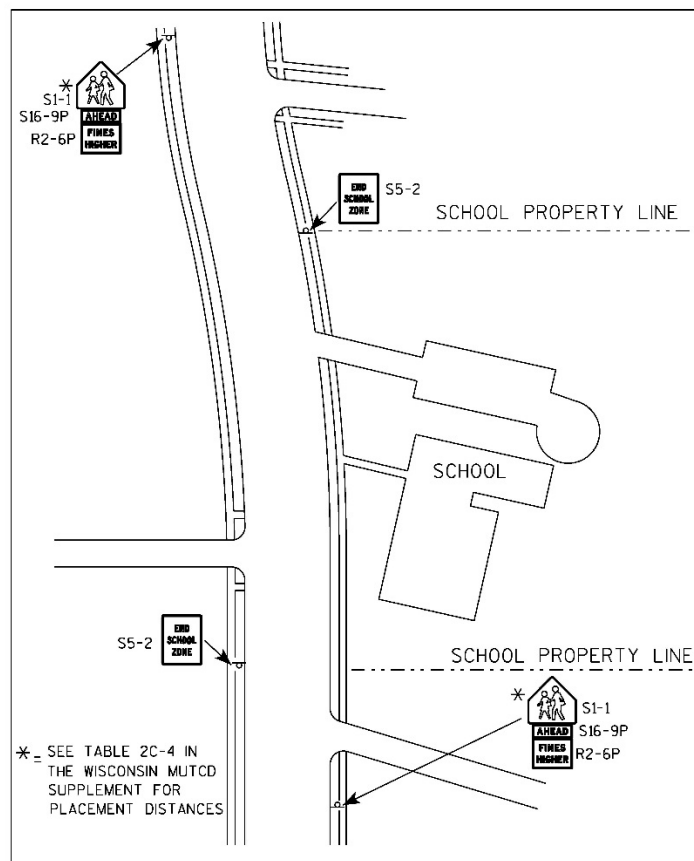 S1-1
S16-9P
AHEAD
R2-6P
FINES
HIGHER
END
SCHOOL
ZONE
S5-2
SCHOOL PROPERTY LINE
SCHOOL
END
SCHOOL
ZONE
S5-2
SCHOOL PROPERTY LINE
S1-1
AHEAD
S16-9P
FINES
HIGHER
R2-6P
* - SEE TABLE 2C-4 IN
THE WISCONSIN MUTCD
SUPPLEMENT FOR
PLACEMENT DISTANCES